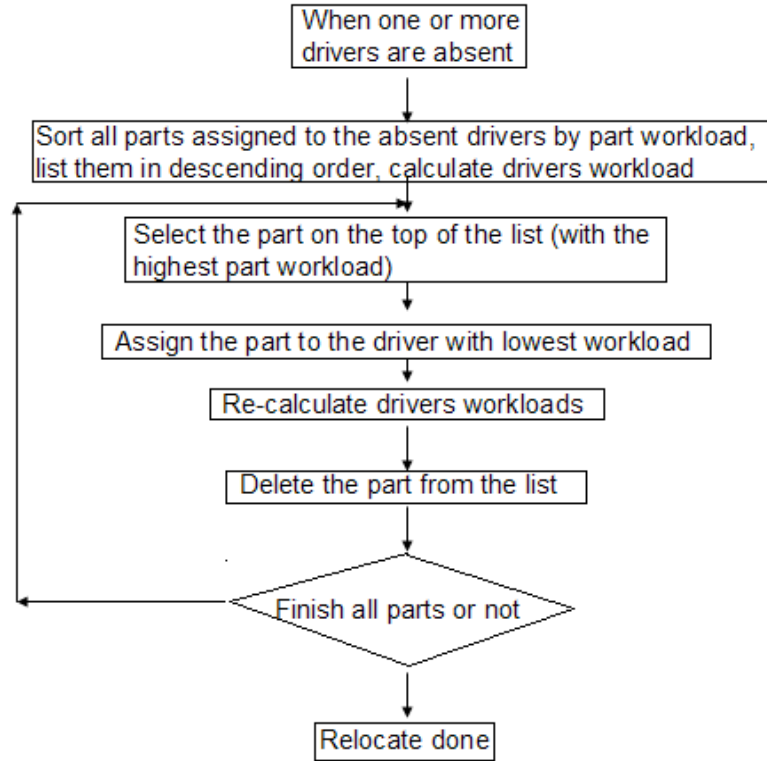 When one or more
drivers are absent
Sort all parts assigned to the absent drivers by part workload,
list them in descending order, calculate drivers workload
Select the part on the top of the list (with the
highest part workload)
Assign the part to the driver with lowest workload
Re-calculate drivers workloads
Delete the part from the list
Finish all parts or not
Relocate done